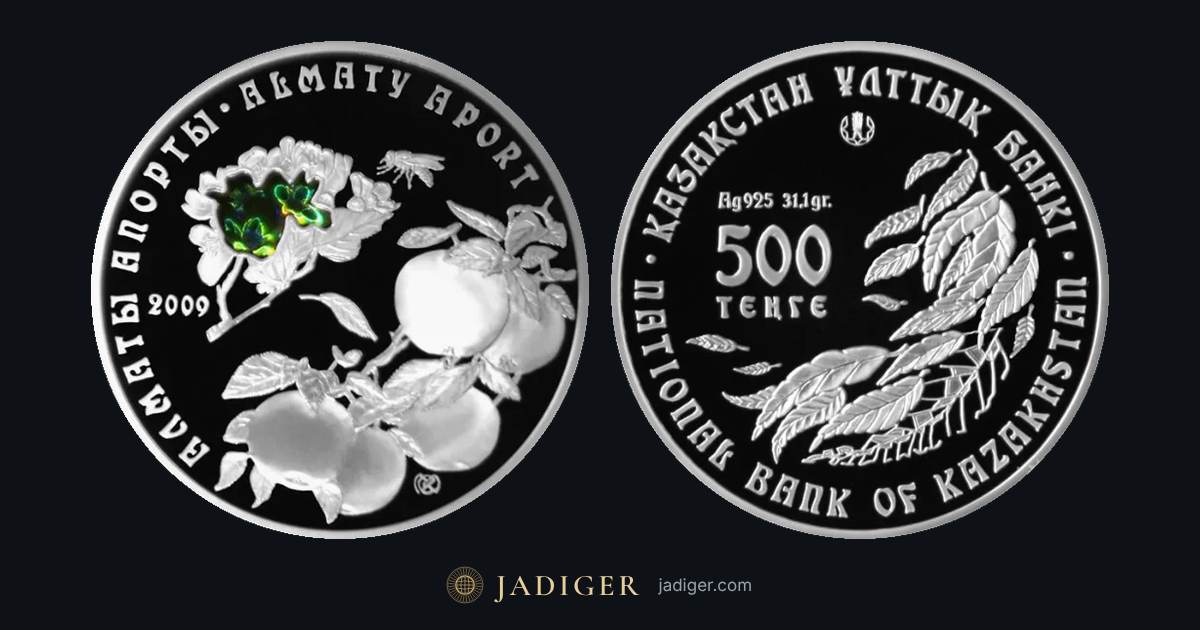 АЛМАТЫ АПОРТЫ • ALMATY APORT
2009
ҚАЗАҚСТАН ҰЛТТЫҚ БАНКІ • NATIONAL BANK OF KAZAKHSTAN •
Ag925 31,1gr.
500
ТЕҢГЕ
JADIGER jadiger.com